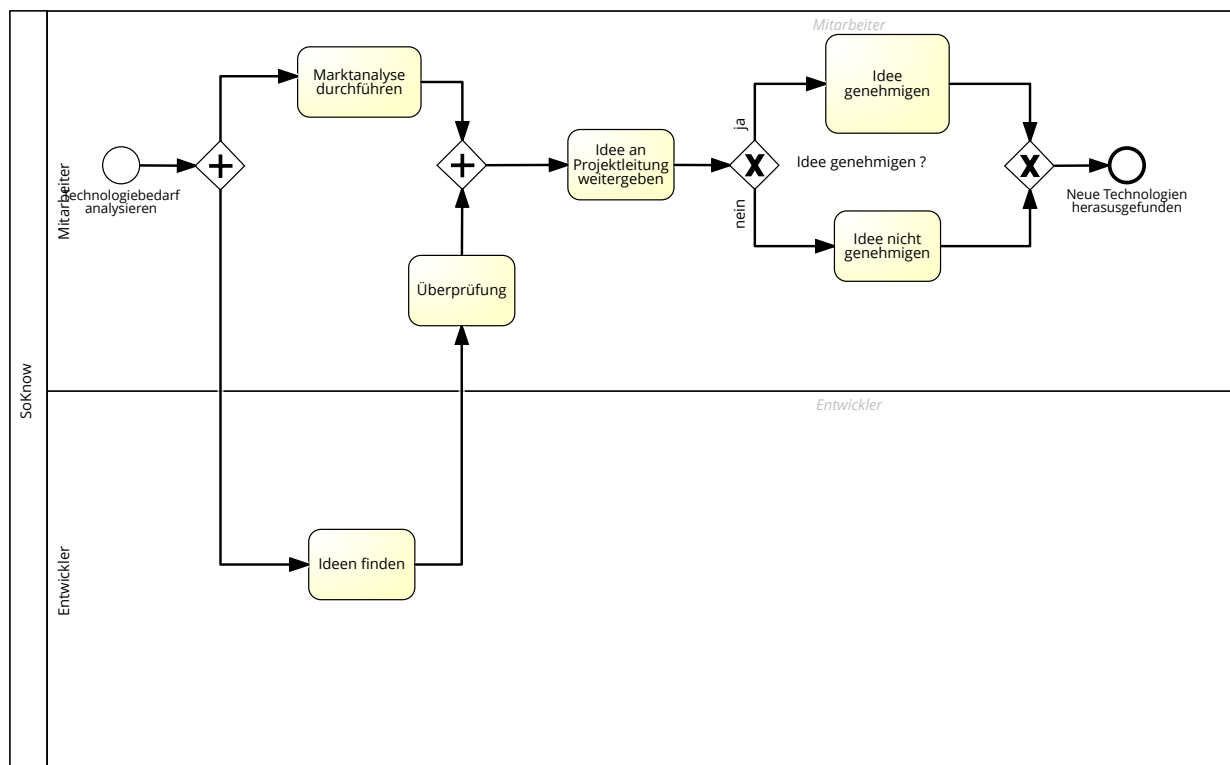 SoKnow
Mitarbeiter
Mitarbeiter
Technologiebedarf
analysieren
Marktanalyse
durchführen
Überprüfung
Idee an
Projektleitung
weitergeben
ja
nein
Idee genehmigen ?
Idee
genehmigen
Idee nicht
genehmigen
Neue Technologien
herasusgefunden
Entwickler
Entwickler
Ideen finden